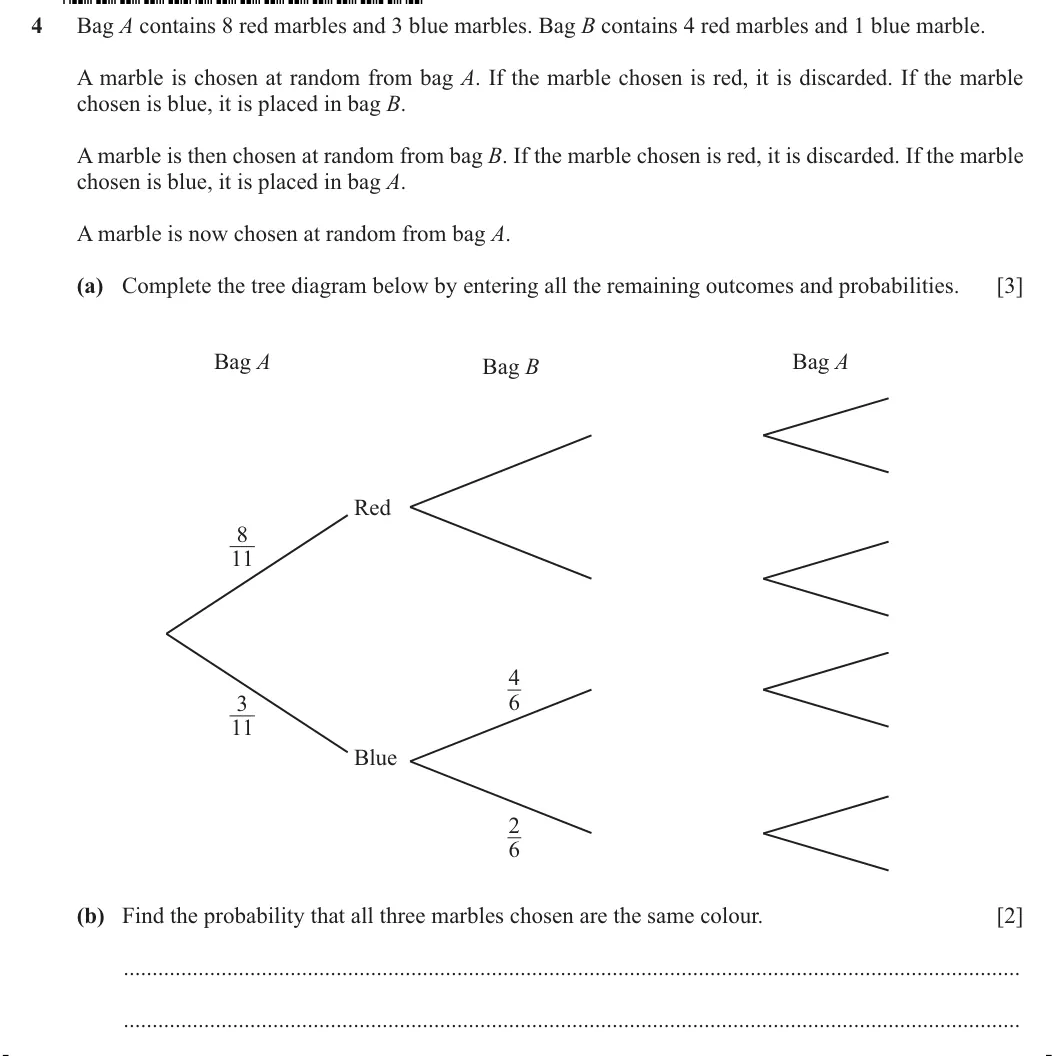 4 Bag A contains 8 red marbles and 3 blue marbles. Bag B contains 4 red marbles and 1 blue marble.
A marble is chosen at random from bag A. If the marble chosen is red, it is discarded. If the marble
chosen is blue, it is placed in bag B.
A marble is then chosen at random from bag B. If the marble chosen is red, it is discarded. If the marble
chosen is blue, it is placed in bag A.
A marble is now chosen at random from bag A.
(a) Complete the tree diagram below by entering all the remaining outcomes and probabilities. [3]
Bag A Bag B Bag A
Red
8/11
4/6
3/11
Blue
2/6
(b) Find the probability that all three marbles chosen are the same colour. [2]